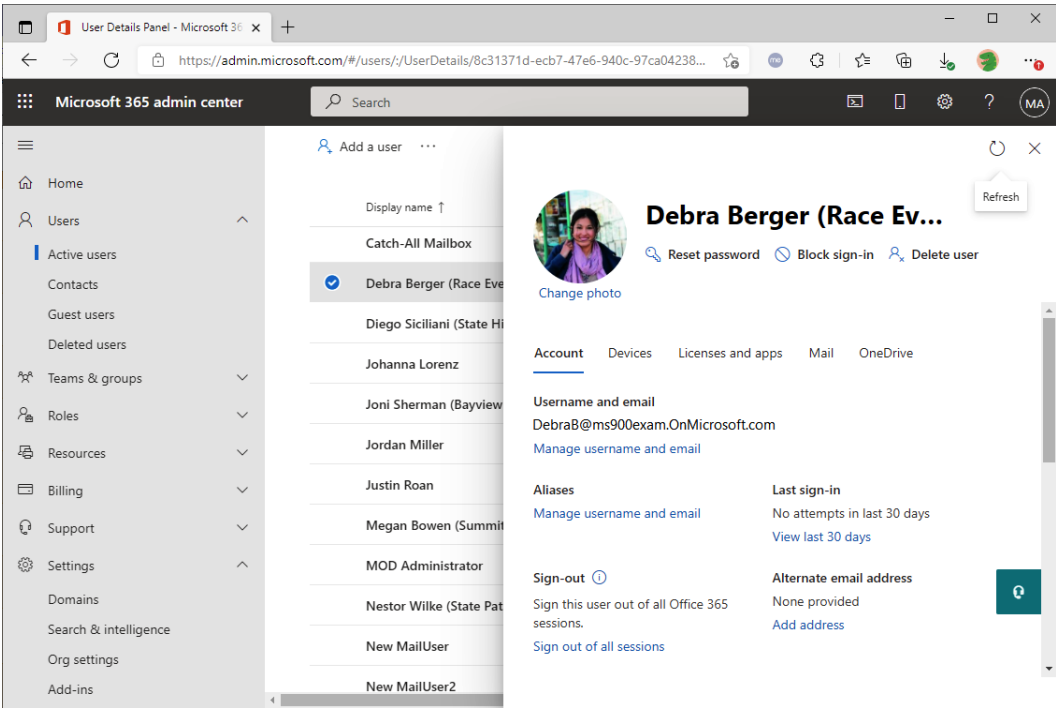 User Details Panel - Microsoft 36
https://admin.microsoft.com/#/users/:/UserDetails/8c31371d-ecb7-47e6-940c-97ca04238...
Microsoft 365 admin center
Search
MA
Add a user ...
Refresh
Home
Users
Active users
Contacts
Guest users
Deleted users
Teams & groups
Roles
Resources
Billing
Support
Settings
Domains
Search & intelligence
Org settings
Add-ins
Display name ↑
Catch-All Mailbox
Debra Berger (Race Eve
Diego Siciliani (State Hi
Johanna Lorenz
Joni Sherman (Bayview
Jordan Miller
Justin Roan
Megan Bowen (Summit
MOD Administrator
Nestor Wilke (State Pat
New MailUser
New MailUser2
Debra Berger (Race Ev...
Reset password Block sign-in Delete user
Change photo
Account Devices Licenses and apps Mail OneDrive
Username and email
DebraB@ms900exam.OnMicrosoft.com
Manage username and email
Aliases
Manage username and email
Last sign-in
No attempts in last 30 days
View last 30 days
Sign-out
Sign this user out of all Office 365
sessions.
Sign out of all sessions
Alternate email address
None provided
Add address